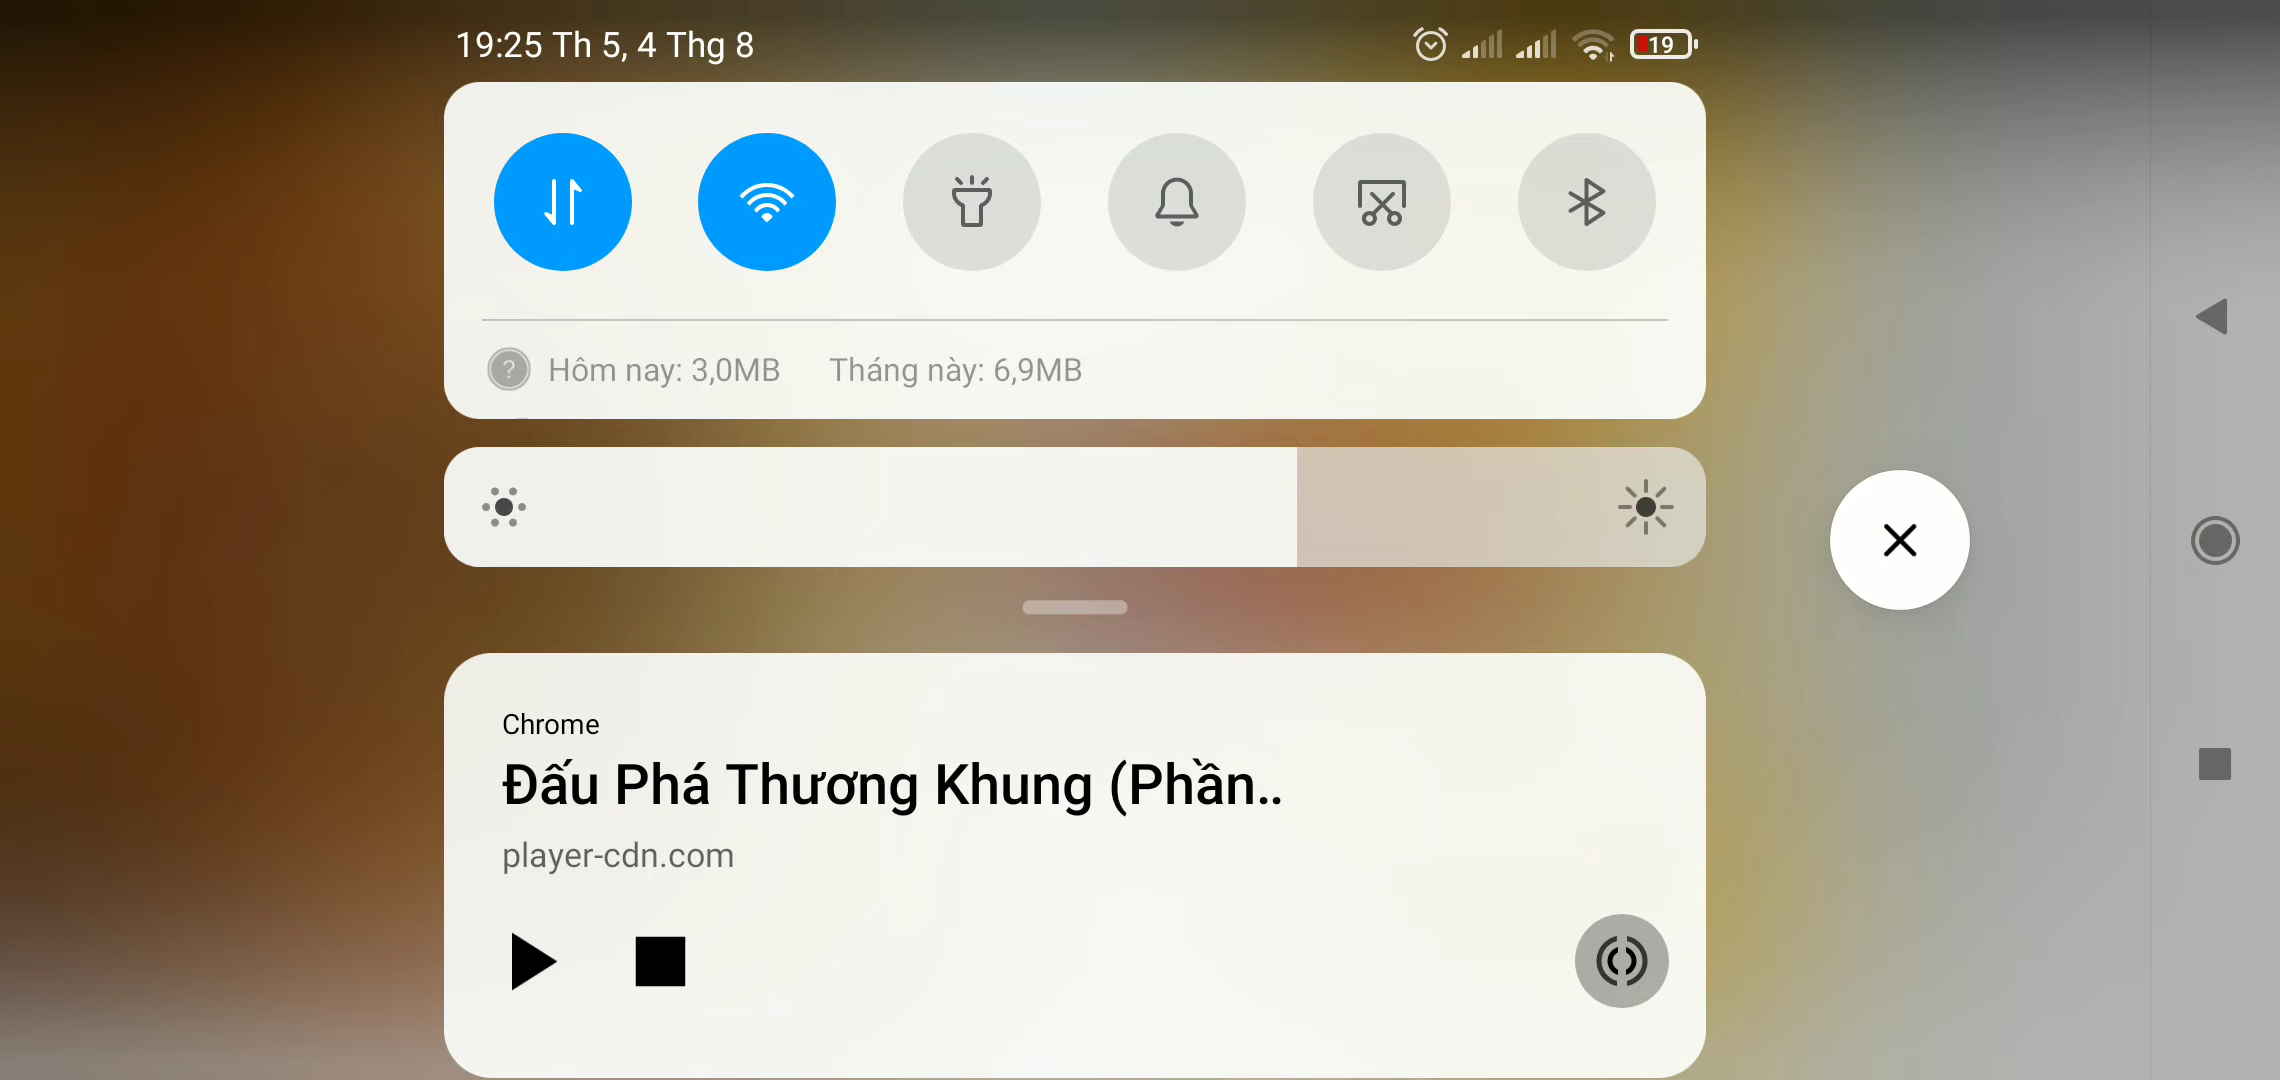 19:25 Th 5, 4 Thg 8
19
Hôm nay: 3,0MB Tháng này: 6,9MB
Chrome
Đấu Phá Thương Khung (Phần..
player-cdn.com